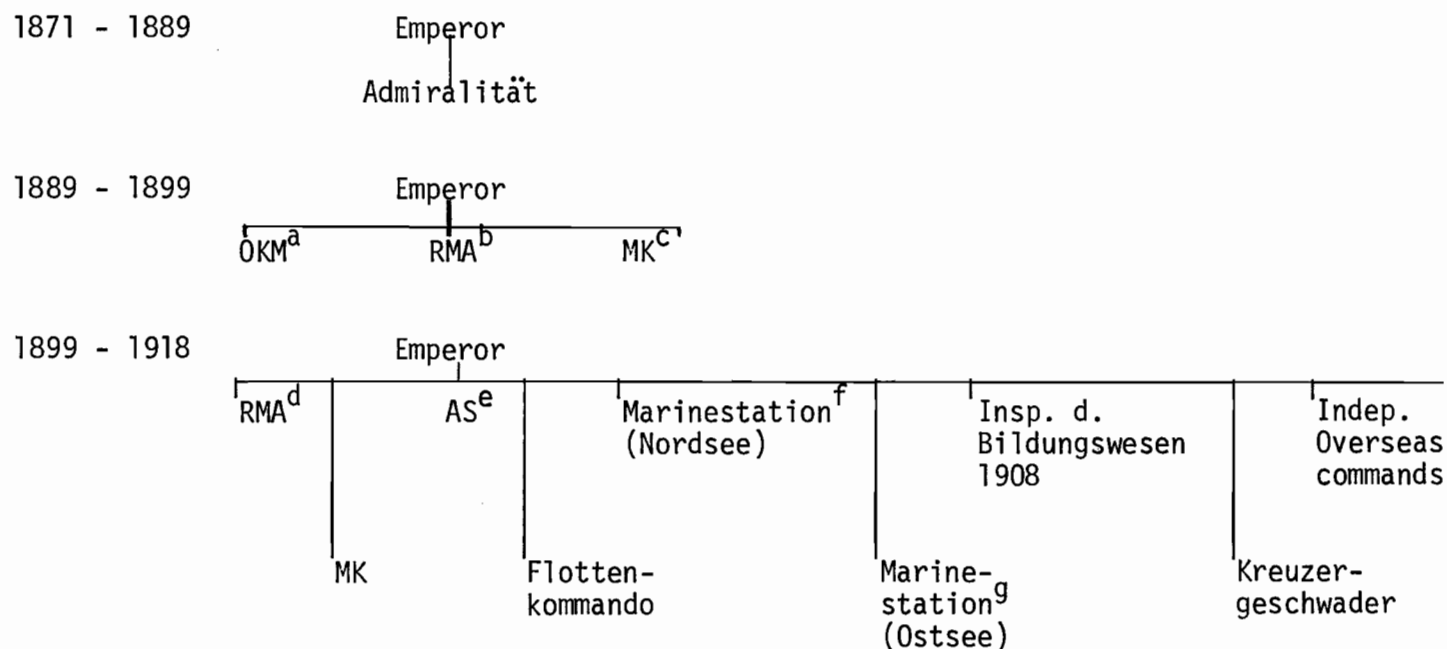 1871 - 1889 Emperor
Admiralität
1889 - 1899 Emperor
OKMa RMAb MKc
1899 - 1918 Emperor
RMAd ASe Marinestationf Insp. d. Indep.
(Nordsee) Bildungswesen Overseas
1908 commands
MK Flotten- Marine- Kreuzer-
kommando stationg geschwader
(Ostsee)